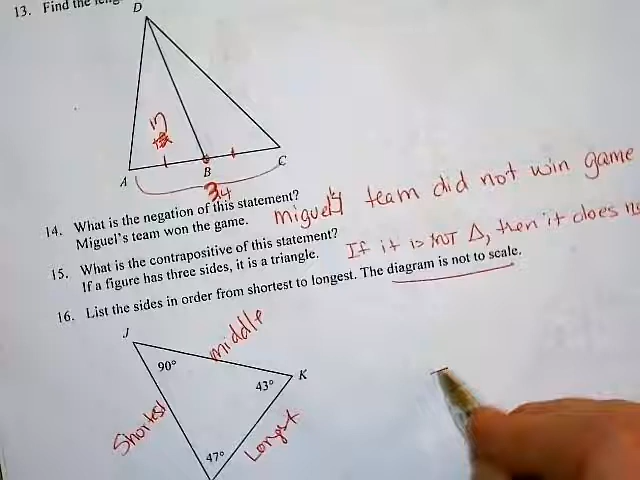 13. Find the leng
D
17
A
B
C
34
14. What is the negation of this statement?
Miguel's team won the game.
miguel's team did not win game
15. What is the contrapositive of this statement?
If a figure has three sides, it is a triangle.
If it is not Δ, then it does no
16. List the sides in order from shortest to longest. The diagram is not to scale.
J
middle
90°
43°
K
Shortest
Longest
47°